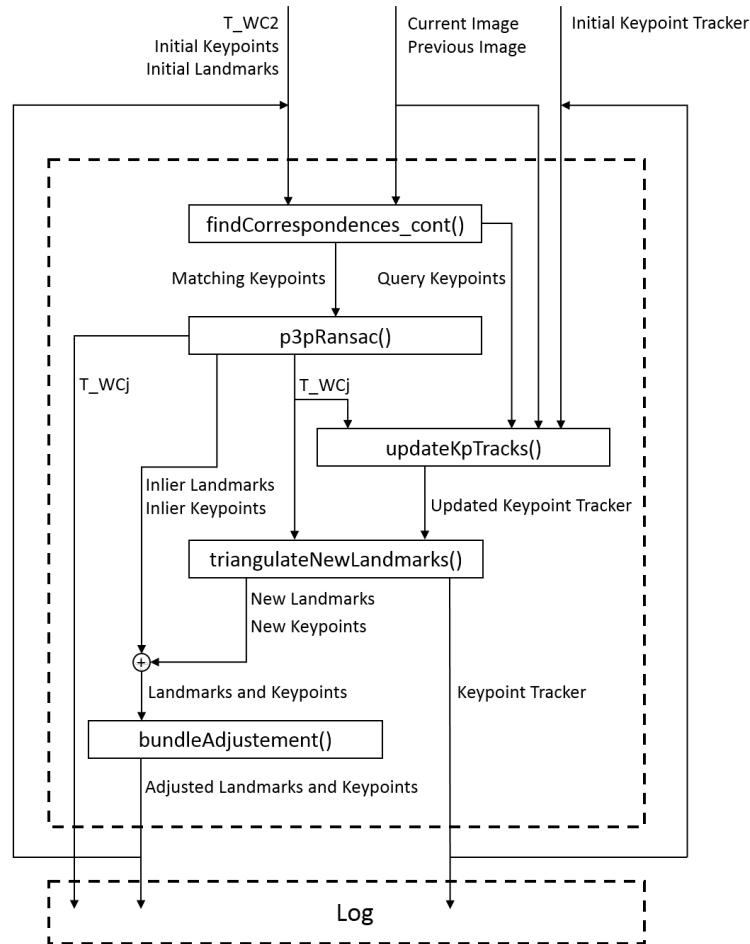 T_WC2
Initial Keypoints
Initial Landmarks
Current Image
Previous Image
Initial Keypoint Tracker
findCorrespondences_cont()
Matching Keypoints
Query Keypoints
p3pRansac()
T_WCj
T_WCj
updateKpTracks()
Inlier Landmarks
Inlier Keypoints
Updated Keypoint Tracker
triangulateNewLandmarks()
New Landmarks
New Keypoints
+
Landmarks and Keypoints
Keypoint Tracker
bundleAdjustement()
Adjusted Landmarks and Keypoints
Log